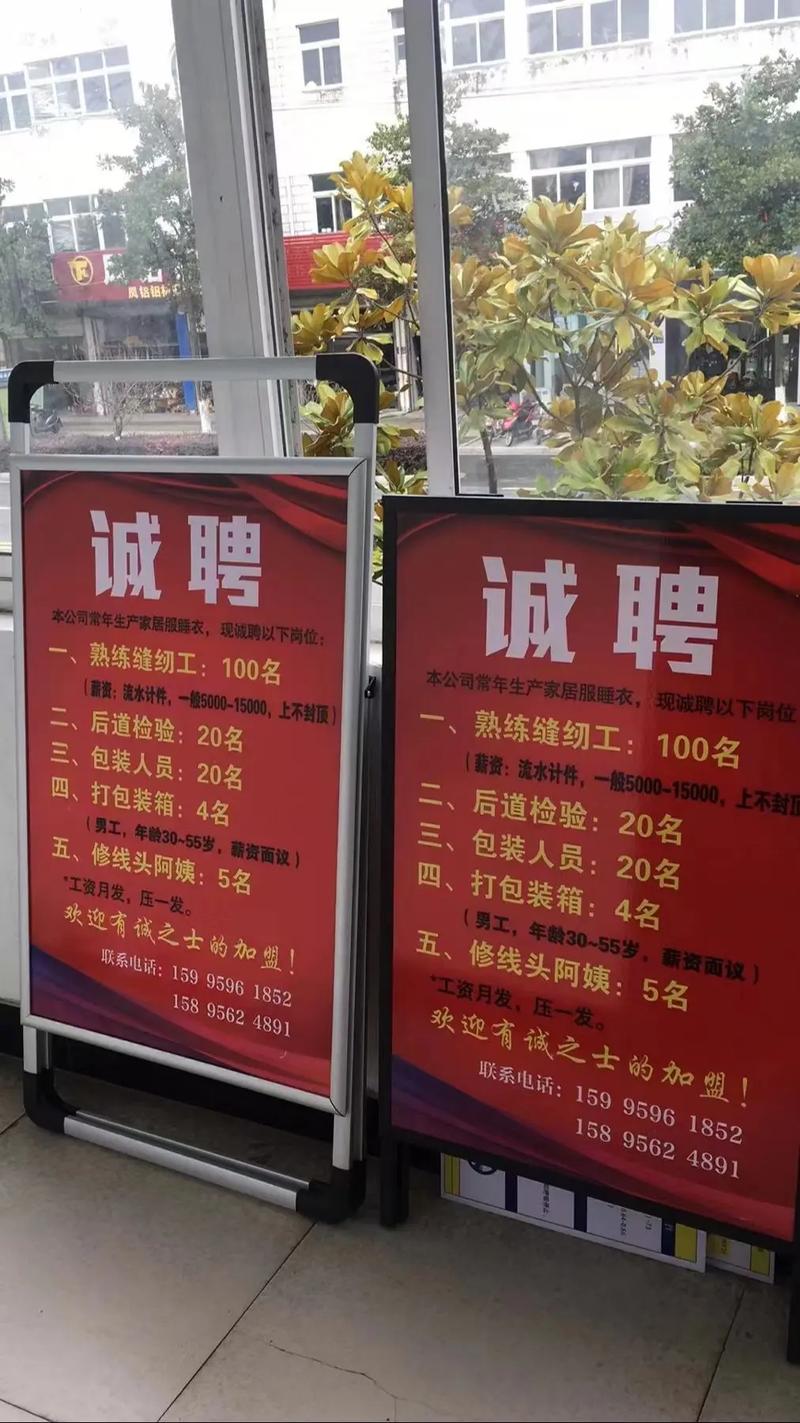 凤铝铝材
诚聘
本公司常年生产家居服睡衣，现诚聘以下岗位：
一、熟练缝纫工：100名
（薪资：流水计件，一般5000-15000，上不封顶）
二、后道检验：20名
三、包装人员：20名
四、打包装箱：4名
（男工，年龄30~55岁，薪资面议）
五、修线头阿姨：5名
*工资月发，压一发。
欢迎有诚之士的加盟！
联系电话：159 9596 1852
158 9562 4891
诚聘
本公司常年生产家居服睡衣，现诚聘以下岗位
一、熟练缝纫工：100名
（薪资：流水计件，一般5000-15000，上不封顶
二、后道检验：20名
三、包装人员：20名
四、打包装箱：4名
（男工，年龄30~55岁，薪资面议）
五、修线头阿姨：5名
*工资月发，压一发。
欢迎有诚之士的加盟！
联系电话：159 9596 1852
158 9562 4891